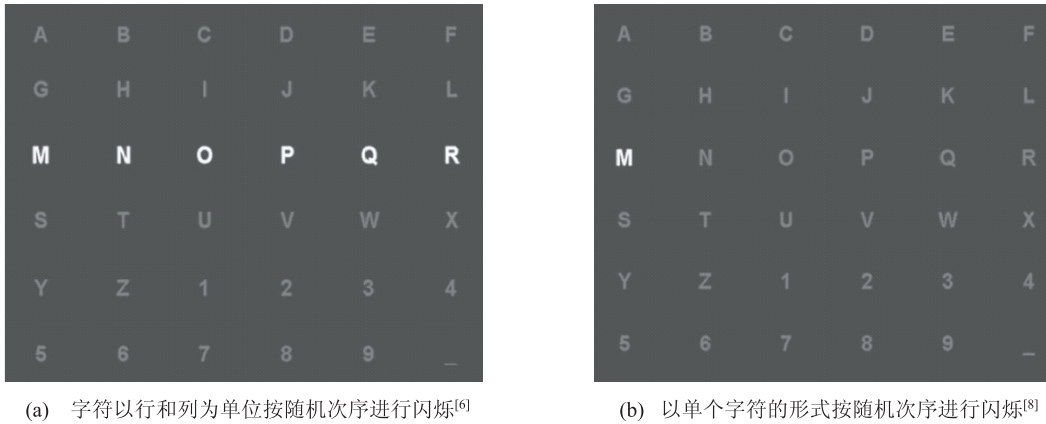 A B C D E F
G H I J K L
M N O P Q R
S T U V W X
Y Z 1 2 3 4
5 6 7 8 9 _
(a) 字符以行和列为单位按随机次序进行闪烁[6]
A B C D E F
G H I J K L
M N O P Q R
S T U V W X
Y Z 1 2 3 4
5 6 7 8 9 _
(b) 以单个字符的形式按随机次序进行闪烁[8]